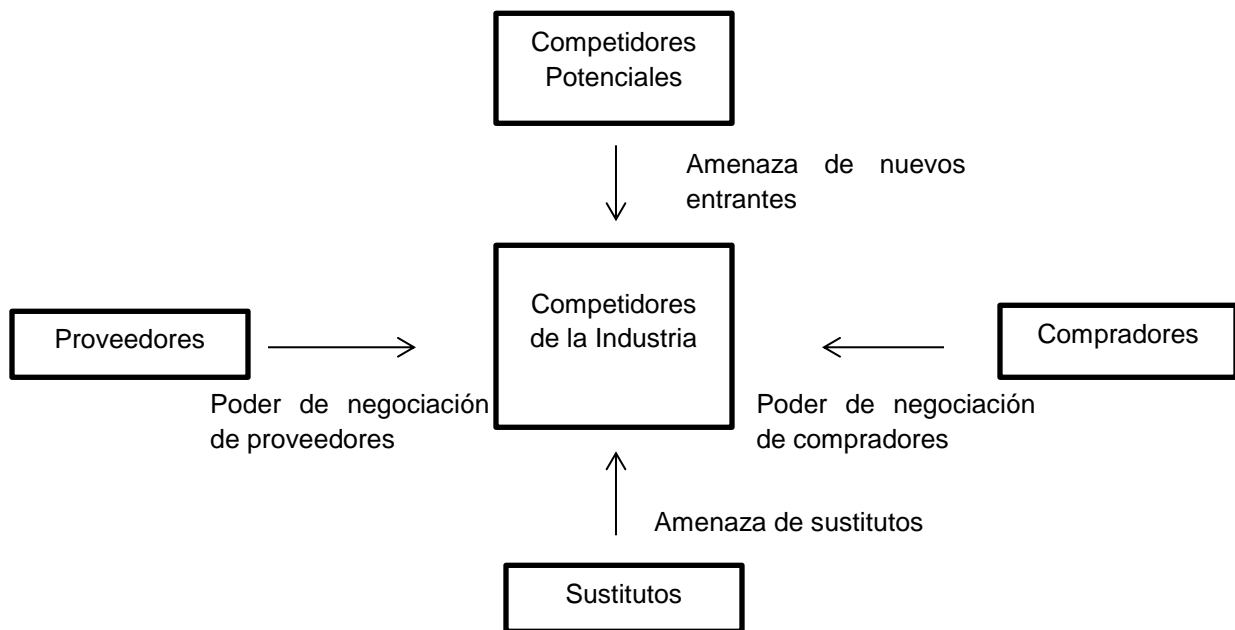 Competidores
Potenciales
Amenaza de nuevos
entrantes
Competidores
de la Industria
Proveedores
Compradores
Poder de negociación
de proveedores
Poder de negociación
de compradores
Amenaza de sustitutos
Sustitutos